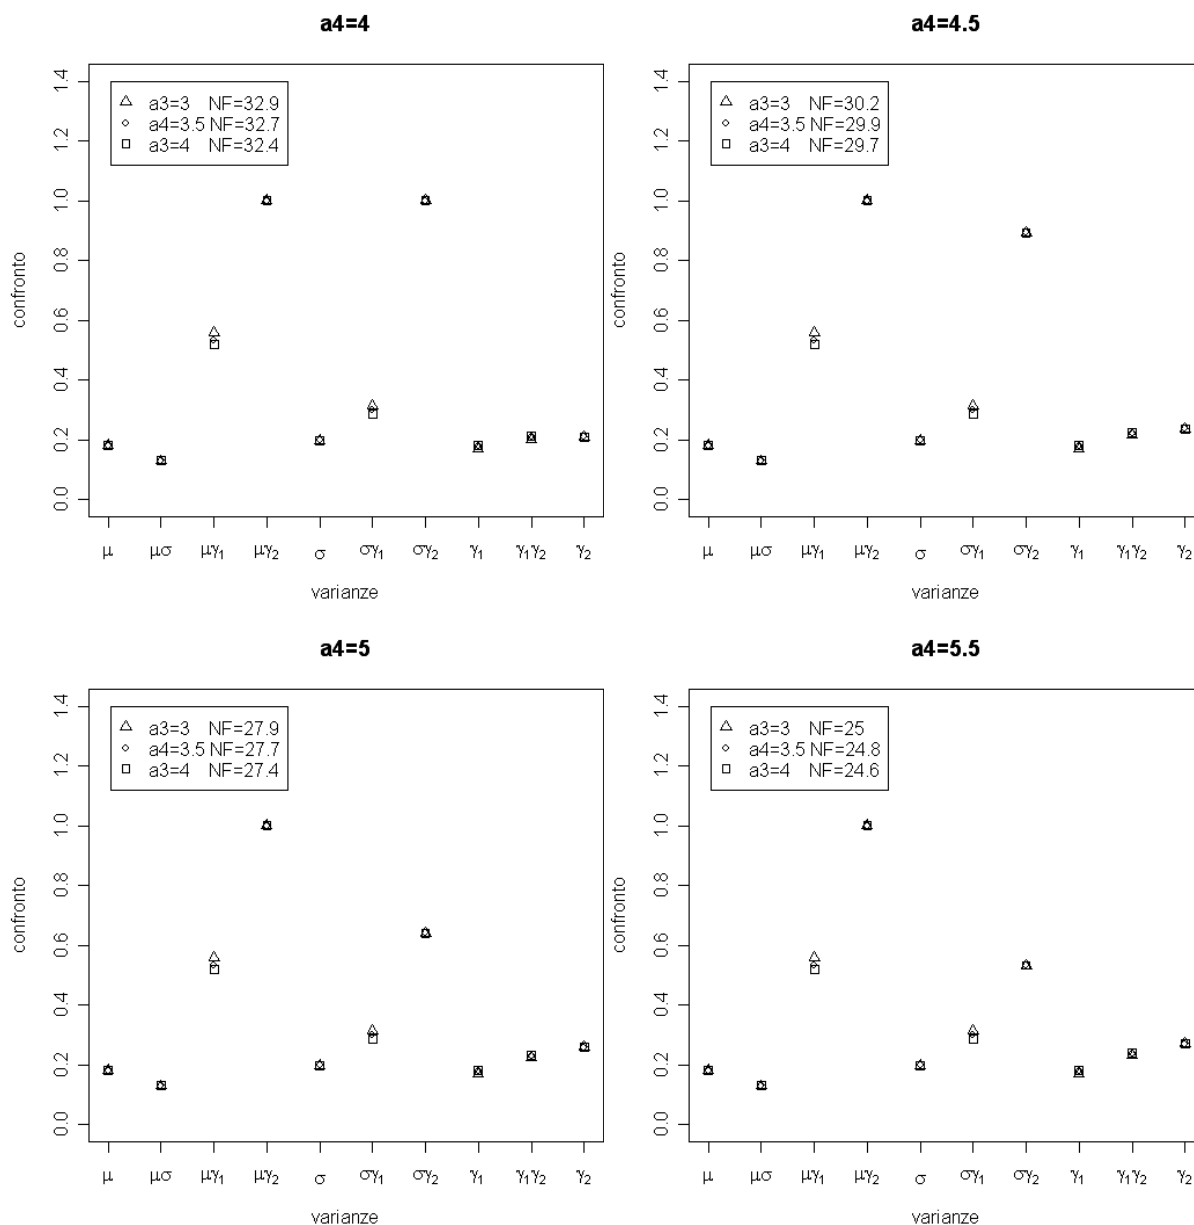 a4=4
1.4
1.2
1.0
0.8
0.6
0.4
0.2
0.0
confronto
a3=3 NF=32.9
a4=3.5 NF=32.7
a3=4 NF=32.4
μ μσ μγ1 μγ2 σ σγ1 σγ2 γ1 γ1γ2 γ2
varianze
a4=4.5
1.4
1.2
1.0
0.8
0.6
0.4
0.2
0.0
confronto
a3=3 NF=30.2
a4=3.5 NF=29.9
a3=4 NF=29.7
μ μσ μγ1 μγ2 σ σγ1 σγ2 γ1 γ1γ2 γ2
varianze
a4=5
1.4
1.2
1.0
0.8
0.6
0.4
0.2
0.0
confronto
a3=3 NF=27.9
a4=3.5 NF=27.7
a3=4 NF=27.4
μ μσ μγ1 μγ2 σ σγ1 σγ2 γ1 γ1γ2 γ2
varianze
a4=5.5
1.4
1.2
1.0
0.8
0.6
0.4
0.2
0.0
confronto
a3=3 NF=25
a4=3.5 NF=24.8
a3=4 NF=24.6
μ μσ μγ1 μγ2 σ σγ1 σγ2 γ1 γ1γ2 γ2
varianze